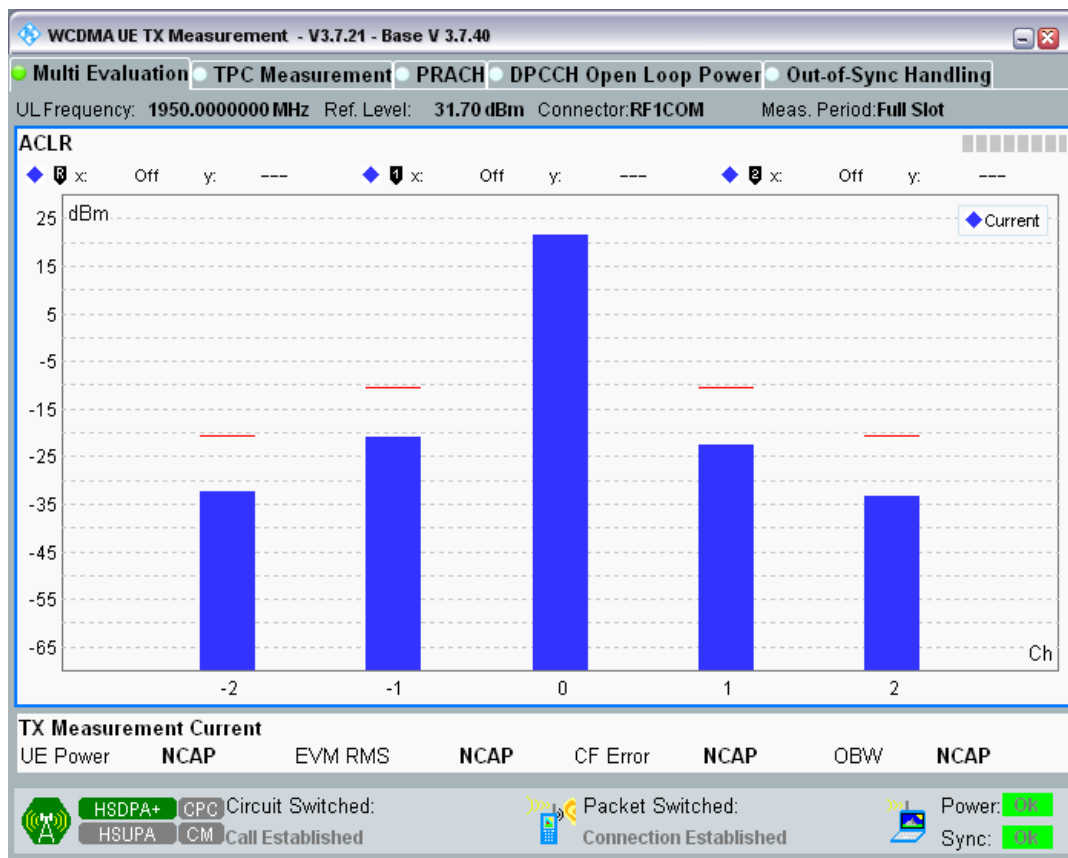 WCDMA UE TX Measurement - V3.7.21 - Base V 3.7.40
Multi Evaluation TPC Measurement PRACH DPCCH Open Loop Power Out-of-Sync Handling
UL Frequency: 1950.0000000 MHz Ref. Level: 31.70 dBm Connector:RF1COM Meas. Period:Full Slot
ACLR
R x: Off y: --- 1 x: Off y: --- 2 x: Off y: ---
dBm
Current
25
15
5
-5
-15
-25
-35
-45
-55
-65
Ch
-2 -1 0 1 2
TX Measurement Current
UE Power NCAP EVM RMS NCAP CF Error NCAP OBW NCAP
HSDPA+ CPC Circuit Switched: Packet Switched: Power: OK
HSUPA CM Call Established Connection Established Sync: OK